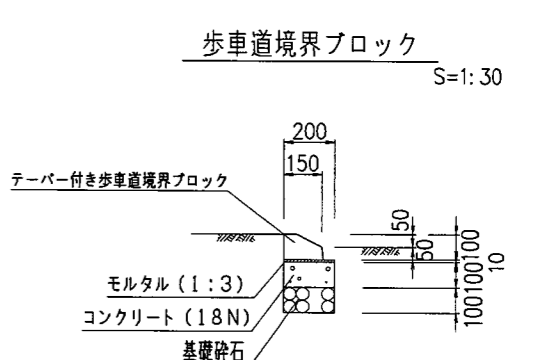 歩車道境界ブロック
S=1:30
200
150
テーパー付き歩車道境界ブロック
50
50
100
10
100
100
モルタル(1:3)
コンクリート(18N)
基礎砕石